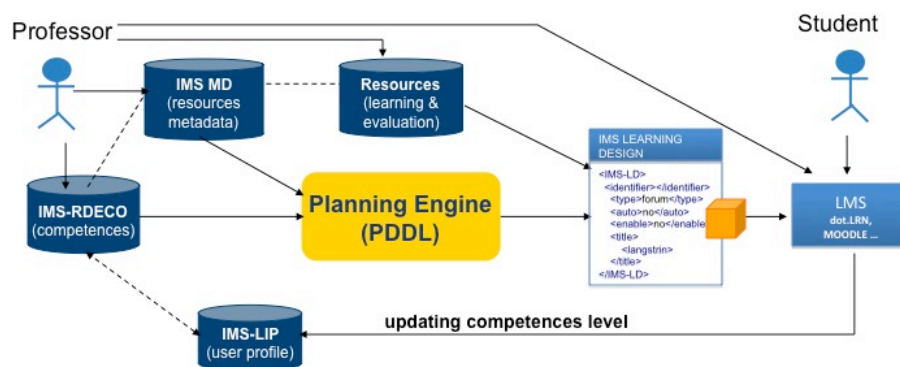 Professor
Student
IMS MD
(resources
metadata)
Resources
(learning &
evaluation)
IMS LEARNING
DESIGN
<IMS-LD>
<identifier></identifier>
<type>forum</type>
<auto>no</auto>
<enable>no</enable>
<title>
<langstrin>
</title>
</IMS-LD>
IMS-RDECO
(competences)
Planning Engine
(PDDL)
LMS
dot.LRN,
MOODLE ...
updating competences level
IMS-LIP
(user profile)